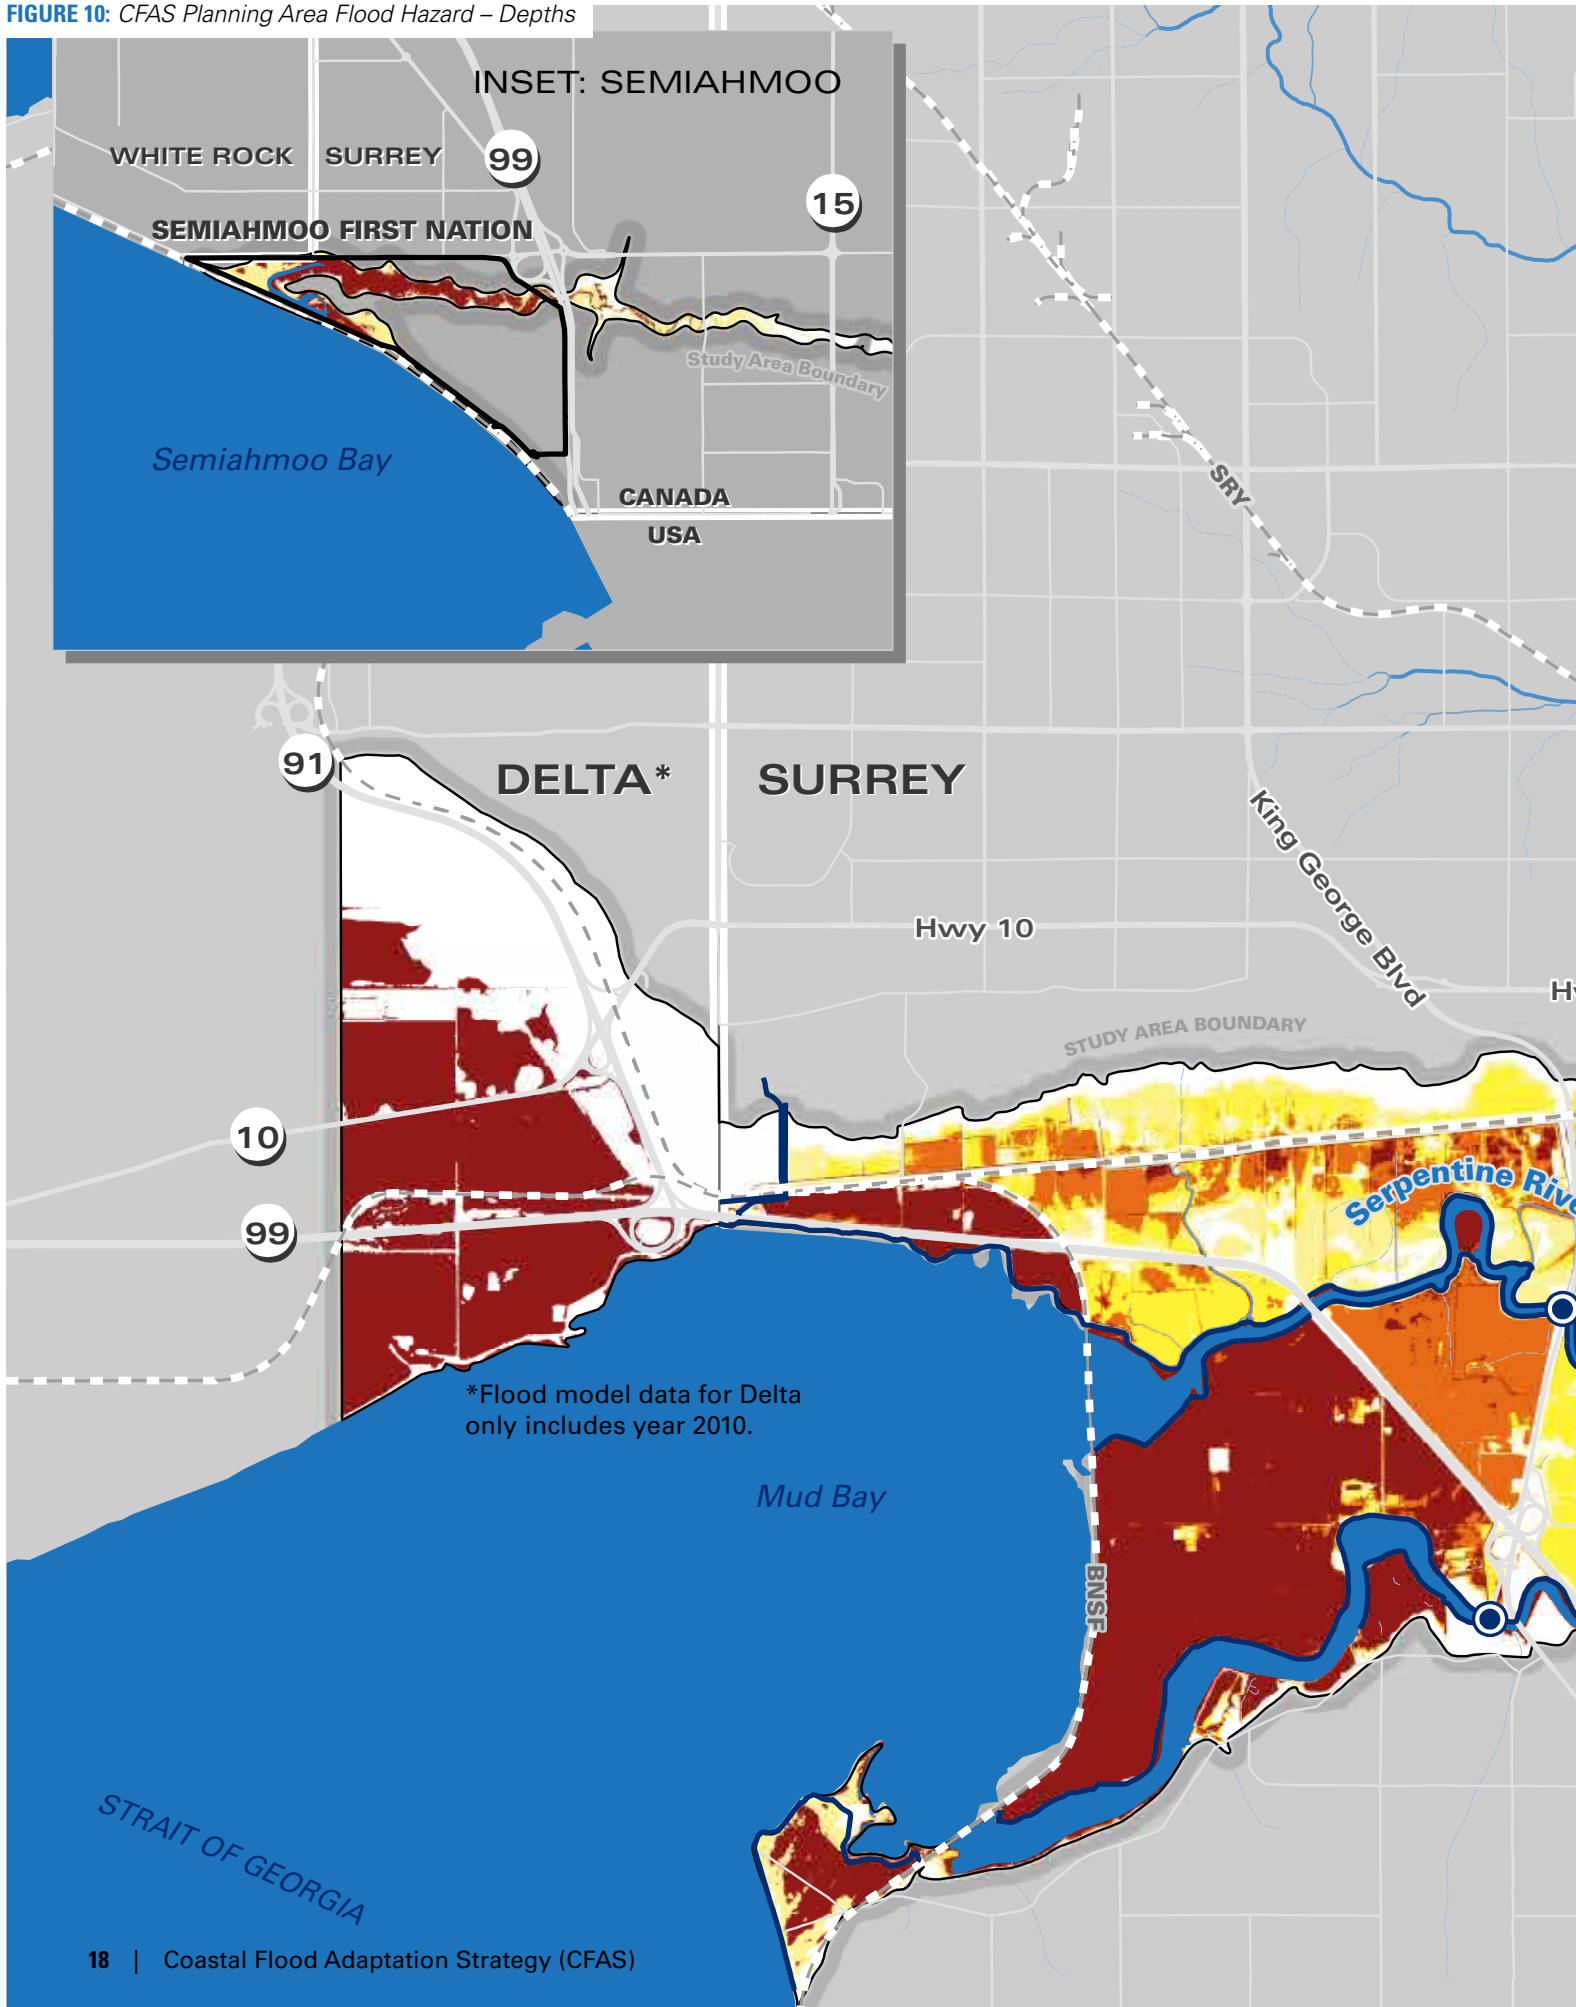 FIGURE 10: CFAS Planning Area Flood Hazard – Depths
INSET: SEMIAHMOO
WHITE ROCK
SURREY
99
15
SEMIAHMOO FIRST NATION
Study Area Boundary
Semiahmoo Bay
CANADA
USA
SRY
91
DELTA*
SURREY
King George Blvd
Hwy 10
STUDY AREA BOUNDARY
10
Serpentine
99
*Flood model data for Delta
only includes year 2010.
Mud Bay
BNSF
STRAIT OF GEORGIA
18 | Coastal Flood Adaptation Strategy (CFAS)